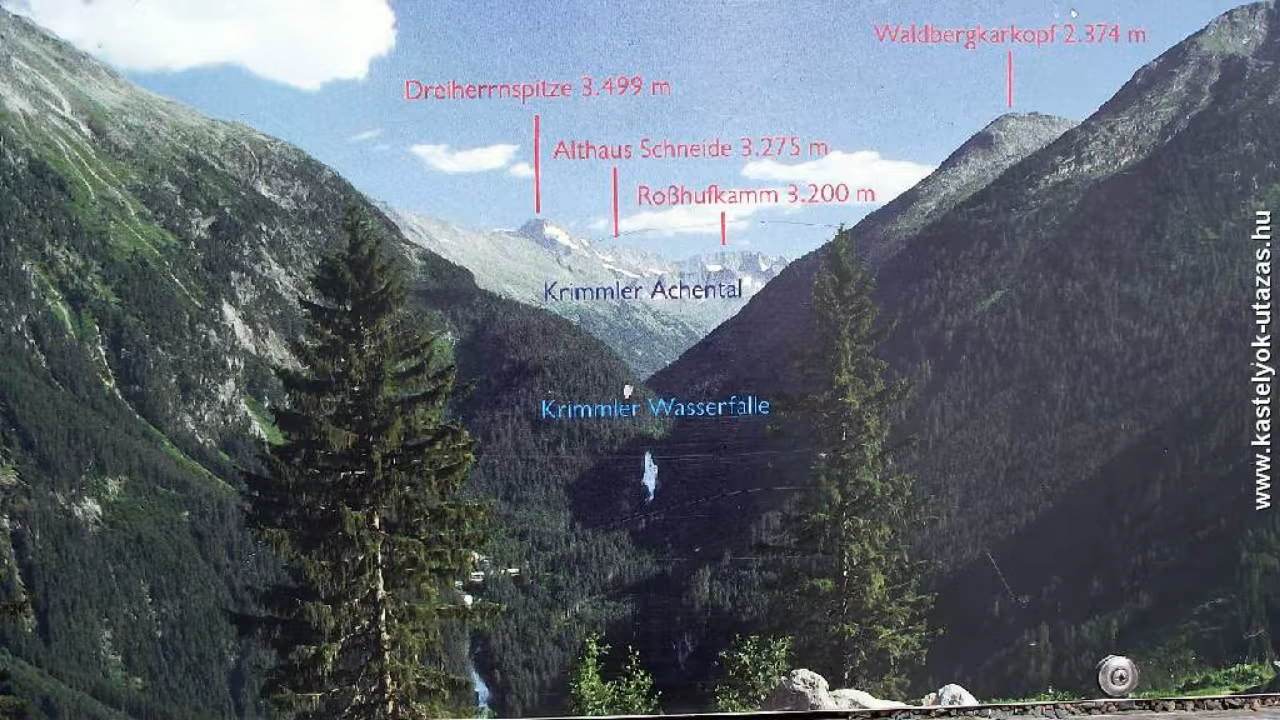 Waldbergkarkopf 2.374 m
Dreiherrnspitze 3.499 m
Althaus Schneide 3.275 m
Roßhufkamm 3.200 m
Krimmler Achental
Krimmler Wasserfälle
www.kastelyok-utazas.hu